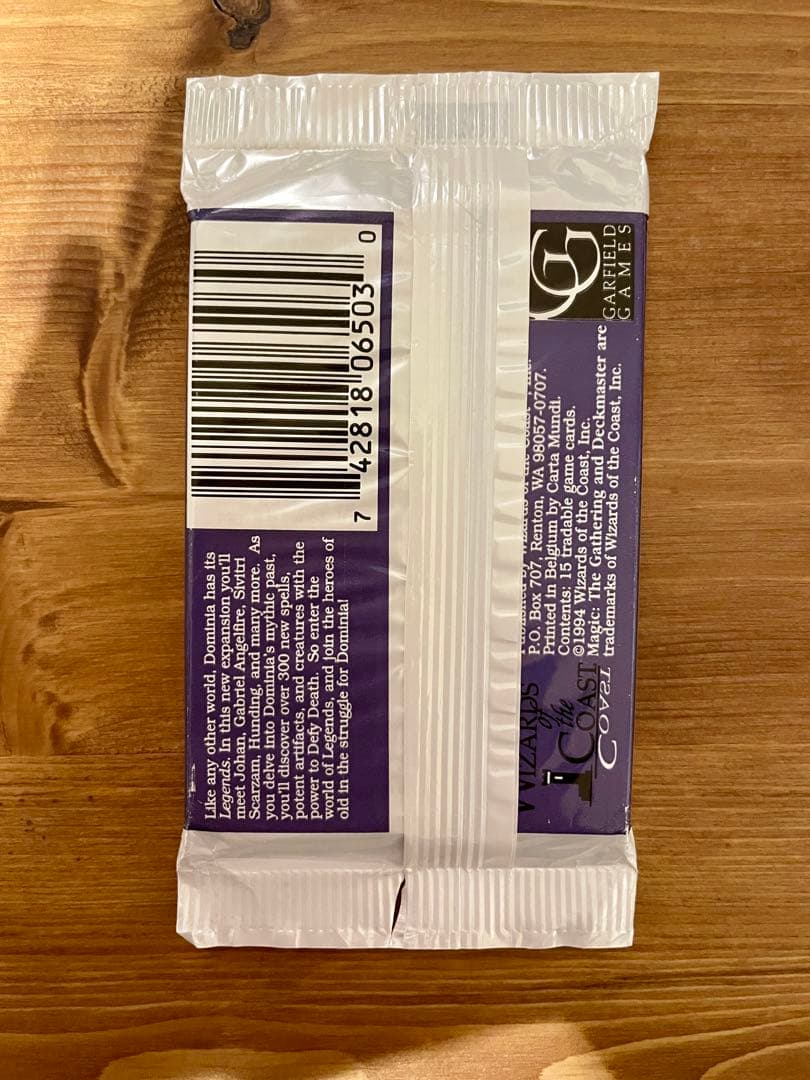 Like any other world, Dominia has its
Legends. In this new expansion you'll
meet Johan, Gabriel Angelfire, Sivitri
Scarzam, Hunding, and many more. As
you delve into Dominia's mythic past,
you'll discover over 300 new spells,
potent artifacts, and creatures with the
power to Defy Death. So enter the
world of Legends, and join the heroes of
old in the struggle for Dominia!
7 42818 06503 0
WIZARDS
of
the
COAST
P.O. Box 707, Renton, WA 98057-0707.
Printed in Belgium by Carta Mundi.
Contents: 15 tradable game cards.
©1994 Wizards of the Coast, Inc.
Magic: The Gathering and Deckmaster are
trademarks of Wizards of the Coast, Inc.
GG
GARFIELD
GAMES